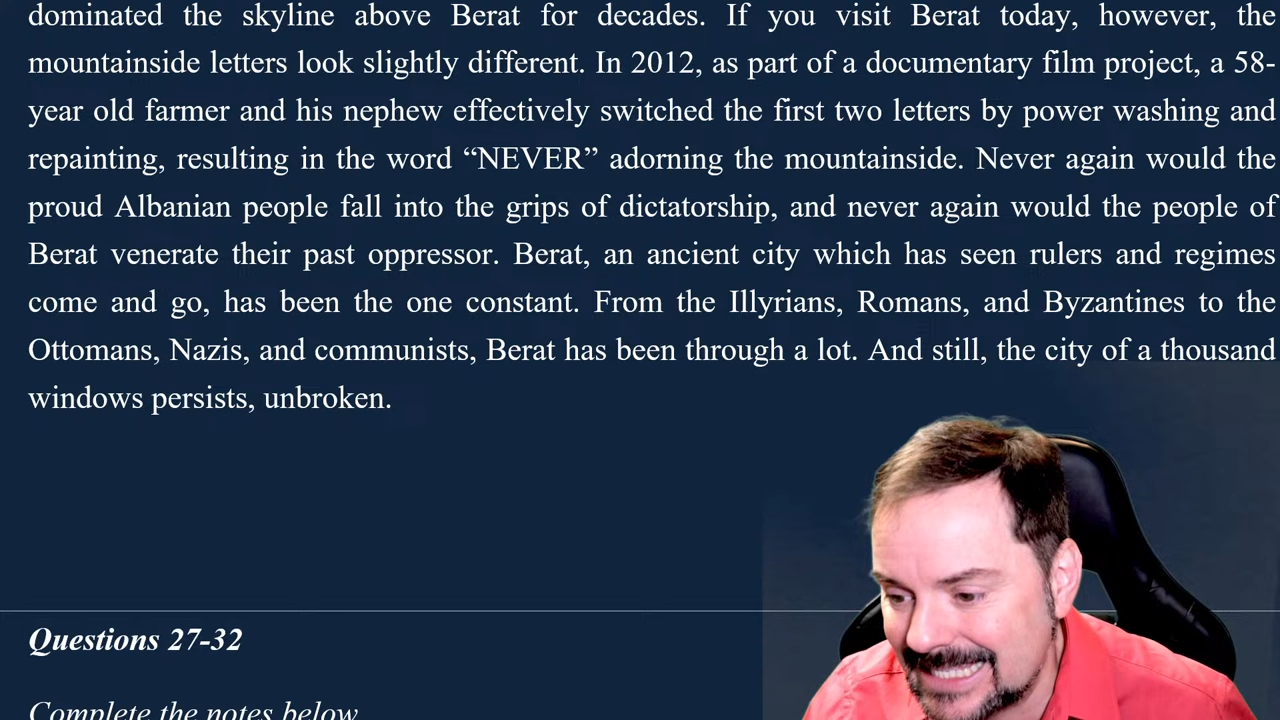 dominated the skyline above Berat for decades. If you visit Berat today, however, the
mountainside letters look slightly different. In 2012, as part of a documentary film project, a 58-
year old farmer and his nephew effectively switched the first two letters by power washing and
repainting, resulting in the word “NEVER” adorning the mountainside. Never again would the
proud Albanian people fall into the grips of dictatorship, and never again would the people of
Berat venerate their past oppressor. Berat, an ancient city which has seen rulers and regimes
come and go, has been the one constant. From the Illyrians, Romans, and Byzantines to the
Ottomans, Nazis, and communists, Berat has been through a lot. And still, the city of a thousand
windows persists, unbroken.
Questions 27-32
Complete the notes below